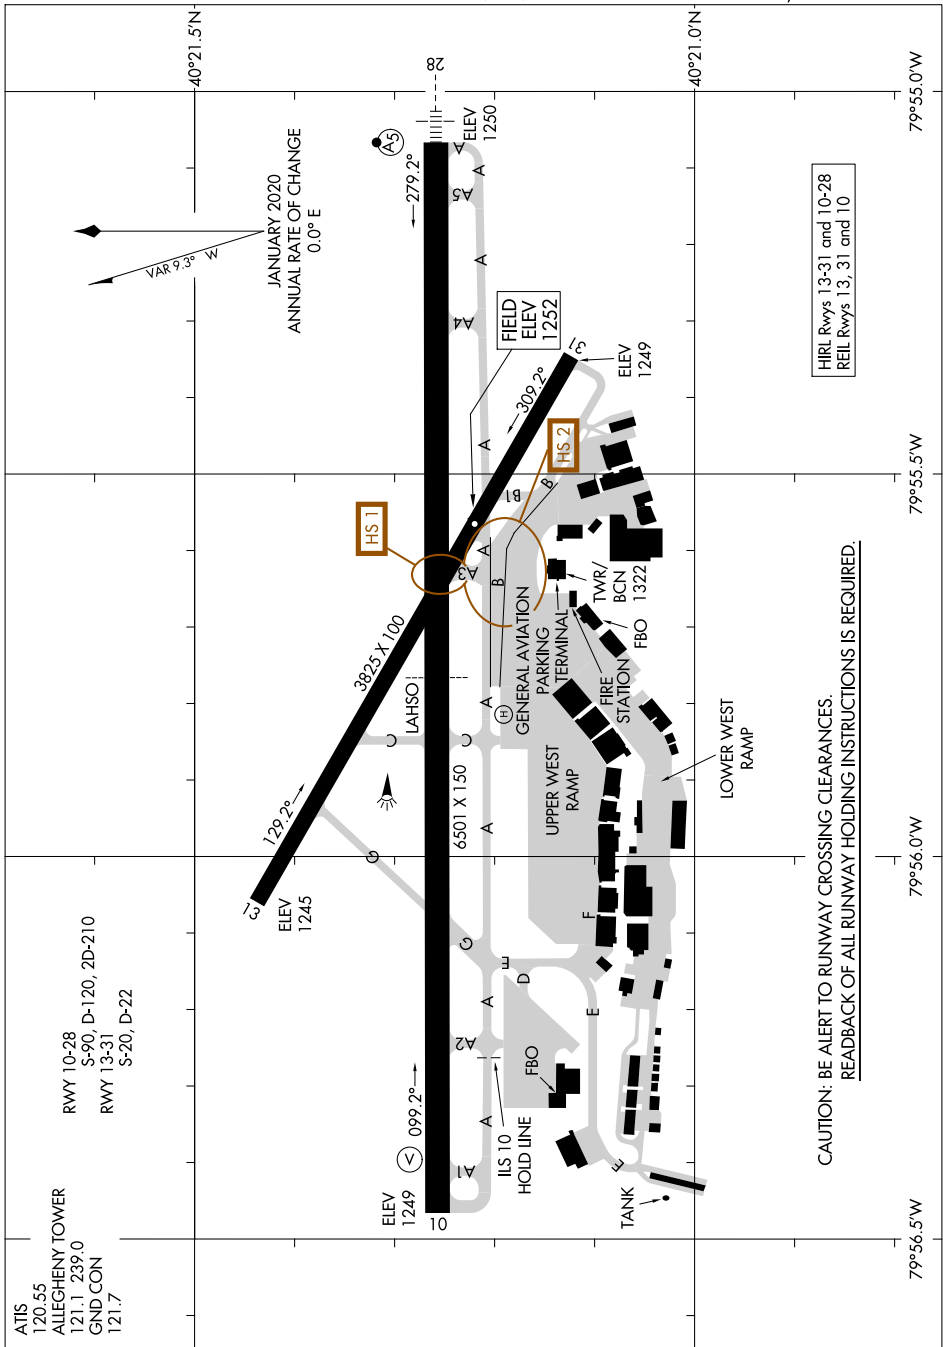 ATIS
120.55
ALLEGHENY TOWER
121.1 239.0
GND CON
121.7
RWY 10-28
S-90, D-120, 2D-210
RWY 13-31
S-20, D-22
JANUARY 2020
ANNUAL RATE OF CHANGE
0.0° E
VAR 9.3° W
40°21.5'N
40°21.0'N
79°56.5'W
79°56.0'W
79°55.5'W
79°55.0'W
13
ELEV
1245
129.2°
3825 X 100
G
C
HS 1
LAHSO
A5
279.2°
28
ELEV
1250
ELEV
1249
10
V
099.2°
6501 X 150
A1
A
A2
A
G
A
C
A
A3
A
A
A4
A
A5
A
A
FIELD
ELEV
1252
309.2°
31
ELEV
1249
HS 2
B1
B
B
H
GENERAL AVIATION
PARKING
TERMINAL
TWR/
BCN
1322
FBO
FIRE
STATION
UPPER WEST
RAMP
LOWER WEST
RAMP
ILS 10
HOLD LINE
FBO
D
E
E
F
E
TANK
HIRL Rwys 13-31 and 10-28
REIL Rwys 13, 31 and 10
CAUTION: BE ALERT TO RUNWAY CROSSING CLEARANCES.
READBACK OF ALL RUNWAY HOLDING INSTRUCTIONS IS REQUIRED.